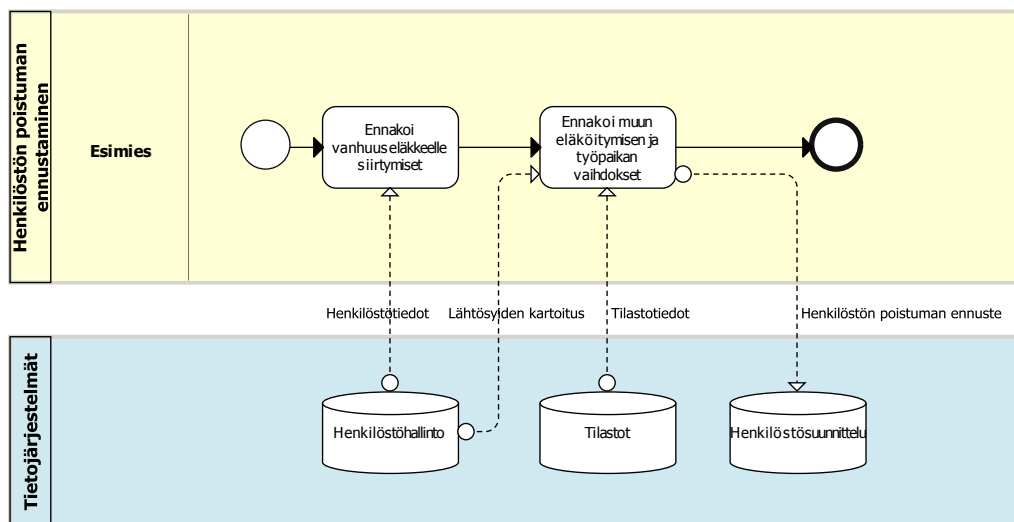 Henkilöstön poistuman
ennustaminen
Esimies
Ennakoi
vanhuuseläkkeelle
siirtymiset
Ennakoi muun
eläköitymisen ja
työpaikan
vaihdokset
Henkilöstötiedot
Lähtösyiden kartoitus
Tilastotiedot
Henkilöstön poistuman ennuste
Tietojärjestelmät
Henkilöstöhallinto
Tilastot
Henkilöstösuunnittelu